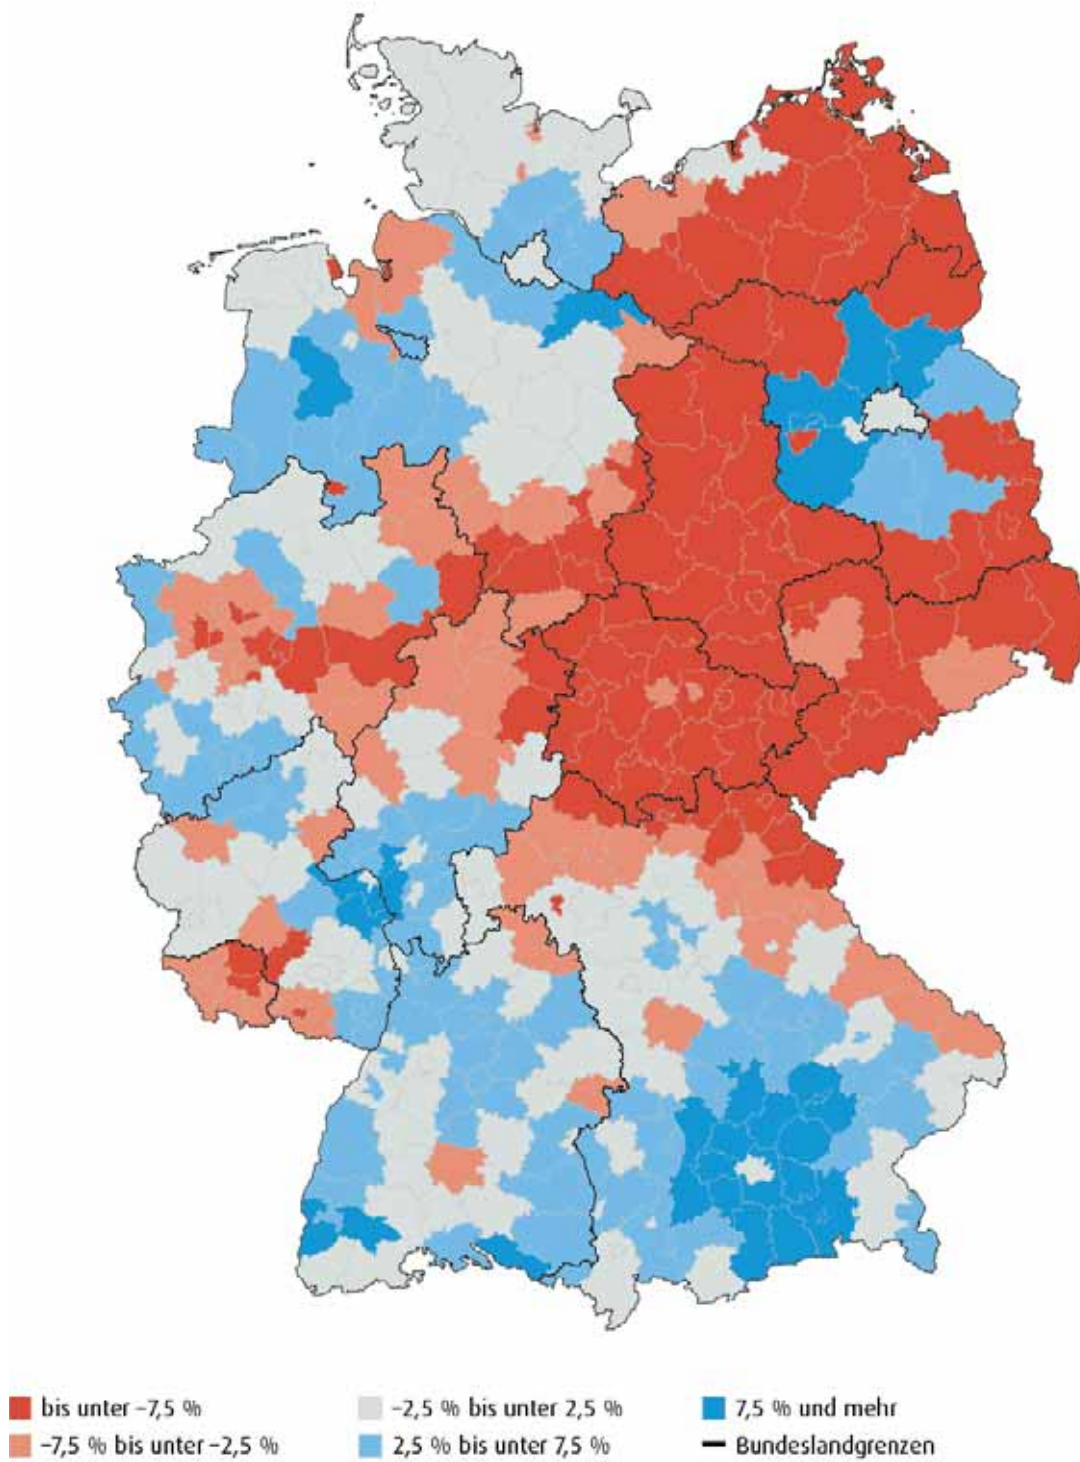 bis unter –7,5 %
–7,5 % bis unter –2,5 %
–2,5 % bis unter 2,5 %
2,5 % bis unter 7,5 %
7,5 % und mehr
Bundeslandgrenzen